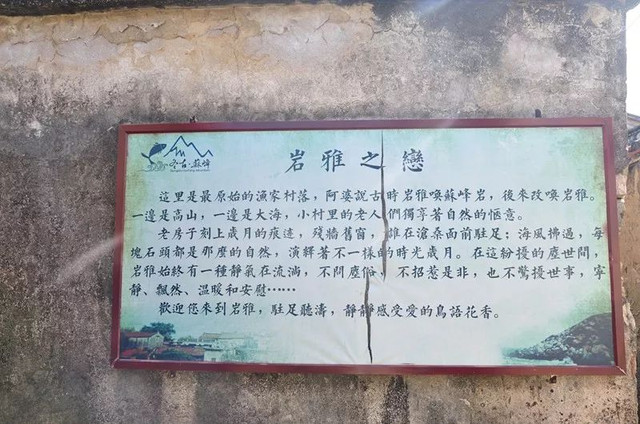 岩雅之戀
這里是最原始的漁家村落，阿婆説古時岩雅喚蘇峰岩，後來改喚岩雅。
一邊是高山，一邊是大海，小村里的老人們獨享著自然的愜意。
老房子刻上歲月的痕迹，殘牆舊窗，誰在滄桑面前駐足；海風拂過，每
塊石頭都是那麽的自然，演繹著不一樣的時光歲月。在這紛擾的塵世間，
岩雅始終有一種靜氣在流淌，不問塵俗，不招惹是非，也不驚擾世事，寧
靜、飄然、温暖和安慰……
歡迎您來到岩雅，駐足聽濤，靜靜感受愛的鳥語花香。